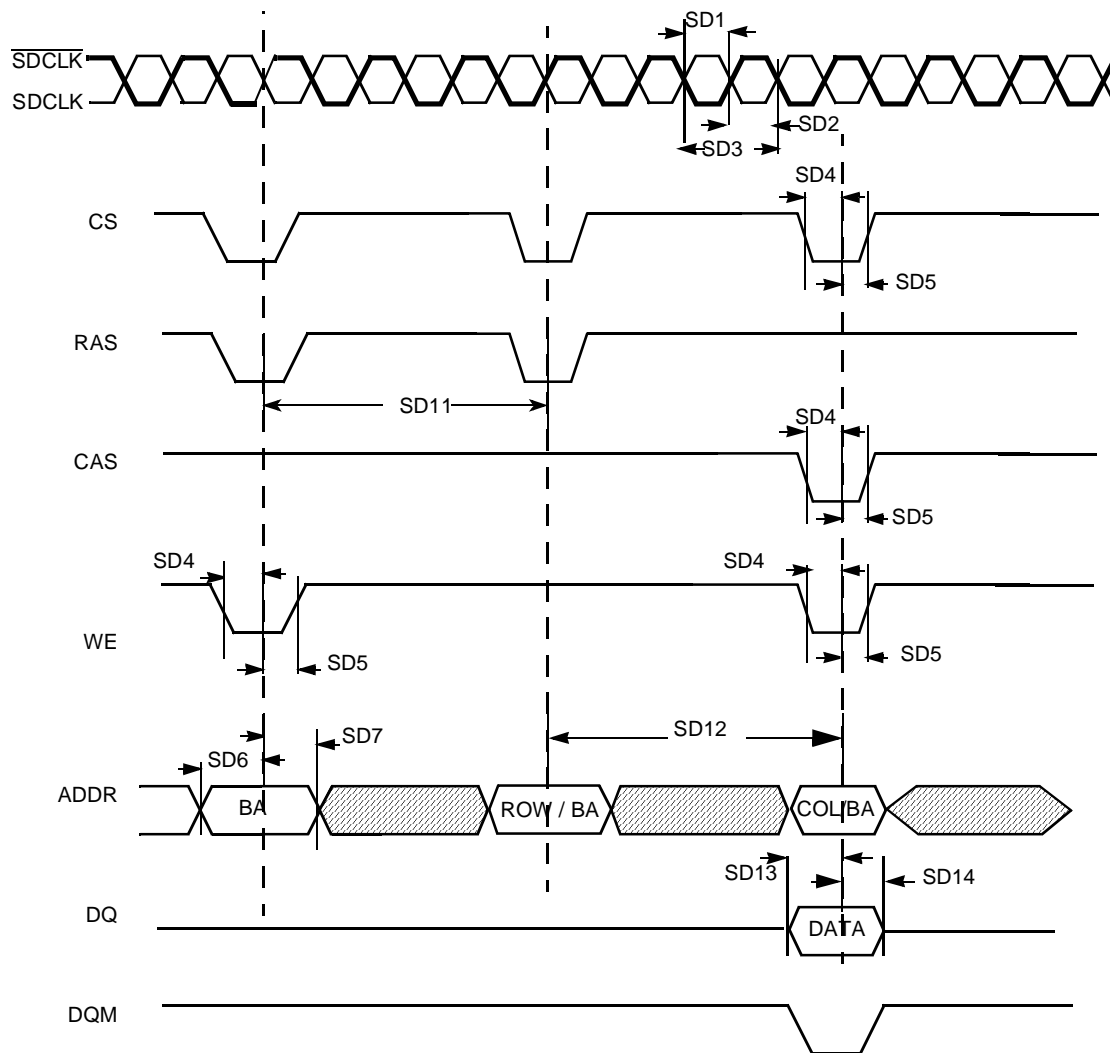 SD1
SDCLK
SDCLK
SD2
SD3
SD4
CS
SD5
RAS
SD11
SD4
CAS
SD5
SD4
SD4
WE
SD5
SD5
SD12
SD7
SD6
ADDR
BA
ROW / BA
COL/BA
SD13
SD14
DQ
DATA
DQM